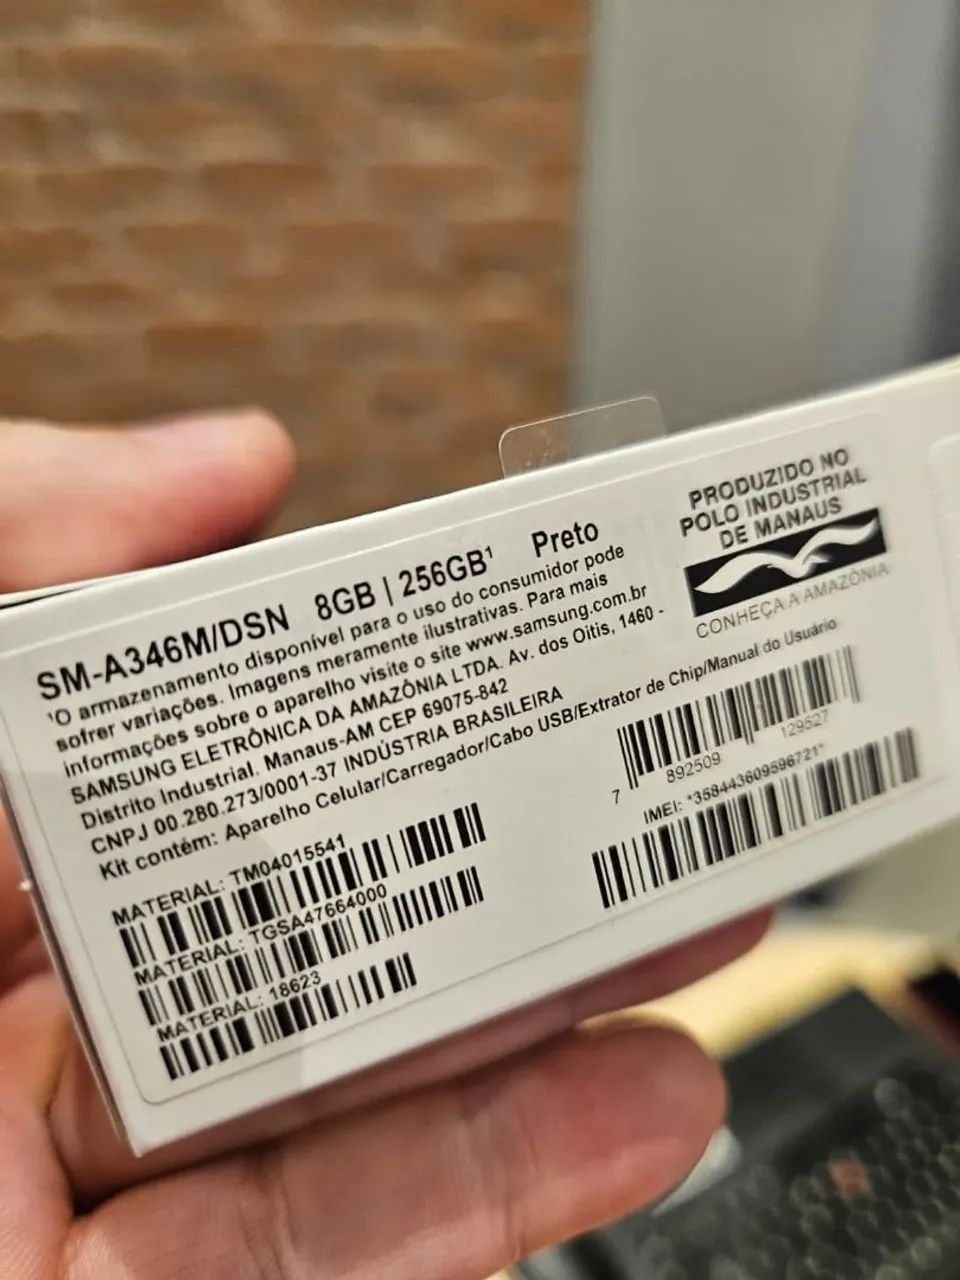 SM-A346M/DSN 8GB | 256GB¹ Preto
¹O armazenamento disponível para o uso do consumidor pode
sofrer variações. Imagens meramente ilustrativas. Para mais
informações sobre o aparelho visite o site www.samsung.com.br
SAMSUNG ELETRÔNICA DA AMAZÔNIA LTDA. Av. dos Oitis, 1460 -
Distrito Industrial. Manaus-AM CEP 69075-842
CNPJ 00.280.273/0001-37 INDÚSTRIA BRASILEIRA
Kit contém: Aparelho Celular/Carregador/Cabo USB/Extrator de Chip/Manual do Usuário
PRODUZIDO NO
POLO INDUSTRIAL
DE MANAUS
CONHEÇA A AMAZÔNIA
MATERIAL: TM04015541
MATERIAL: TGSA47664000
MATERIAL: 18623
7 892509 129527
IMEI: *358443609596721*